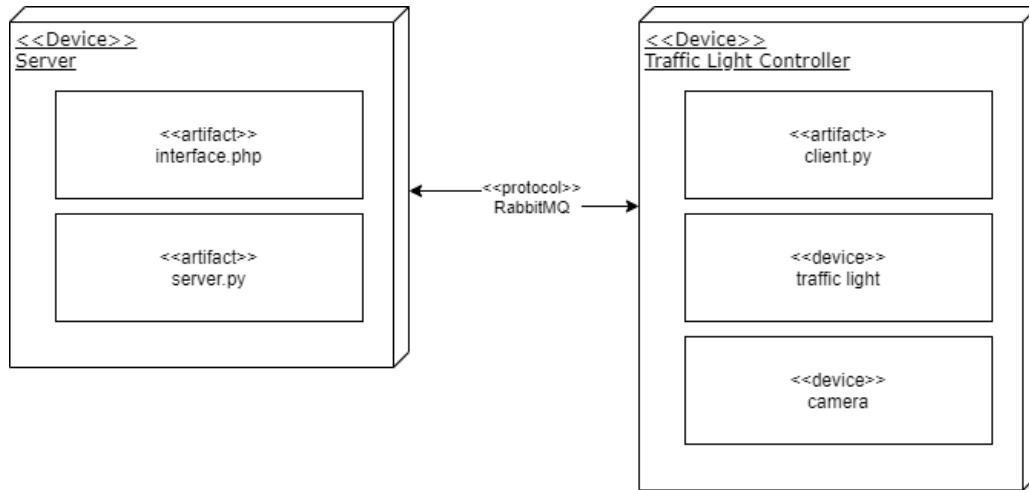 <<Device>>
Server
<<artifact>>
interface.php
<<artifact>>
server.py
<<protocol>>
RabbitMQ
<<Device>>
Traffic Light Controller
<<artifact>>
client.py
<<device>>
traffic light
<<device>>
camera